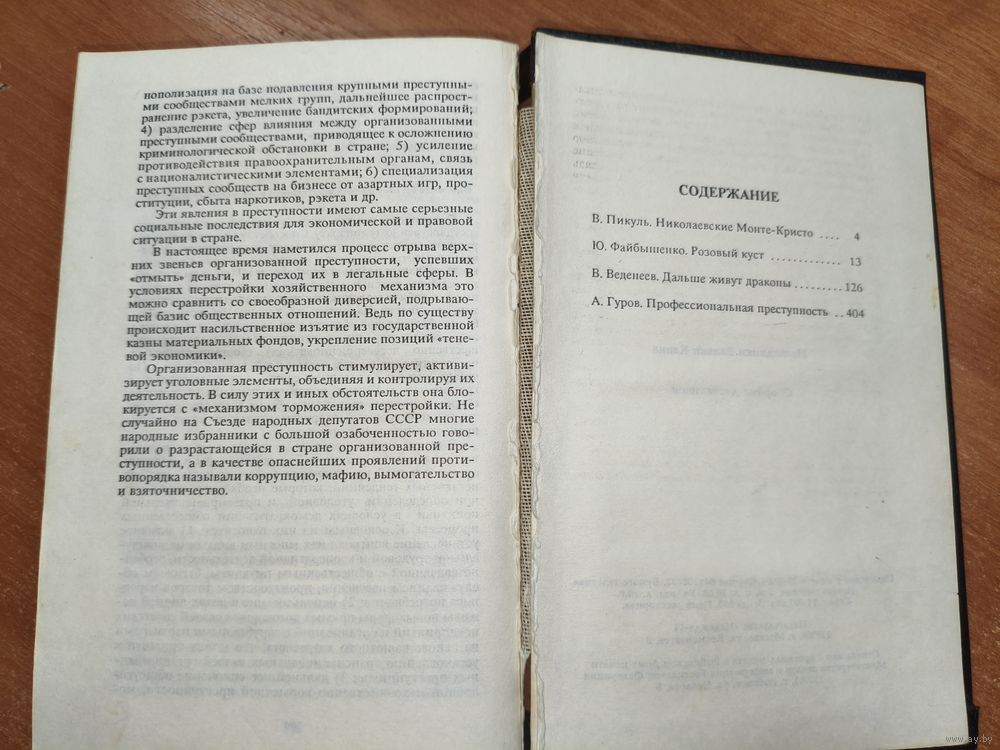 нополизация на базе подавления крупными преступны-
ми сообществами мелких групп, дальнейшее распрост-
ранение рэкета, увеличение бандитских формирований;
4) разделение сфер влияния между организованными
преступными сообществами, приводящее к осложнению
криминологической обстановки в стране; 5) усиление
противодействия правоохранительным органам, связь
с националистическими элементами; 6) специализация
преступных сообществ на бизнесе от азартных игр, про-
ституции, сбыта наркотиков, рэкета и др.
Эти явления в преступности имеют самые серьезные
социальные последствия для экономической и правовой
ситуации в стране.
В настоящее время наметился процесс отрыва верх-
них звеньев организованной преступности, успевших
«отмыть» деньги, и переход их в легальные сферы. В
условиях перестройки хозяйственного механизма это
можно сравнить со своеобразной диверсией, подрываю-
щей базис общественных отношений. Ведь по существу
происходит насильственное изъятие из государственной
казны материальных фондов, укрепление позиций «тене-
вой экономики».
Организованная преступность стимулирует, активи-
зирует уголовные элементы, объединяя и контролируя их
деятельность. В силу этих и иных обстоятельств она бло-
кируется с «механизмом торможения» перестройки. Не
случайно на Съезде народных депутатов СССР многие
народные избранники с большой озабоченностью гово-
рили о разрастающейся в стране организованной пре-
ступности, а в качестве опаснейших проявлений проти-
вопорядка называли коррупцию, мафию, вымогательство
и взяточничество.
СОДЕРЖАНИЕ
В. Пикуль. Николаевские Монте-Кристо .... 4
Ю. Файбышенко. Розовый куст ............ 13
В. Веденеев. Дальше живут драконы ......... 126
А. Гуров. Профессиональная преступность .. 404
www.ay.by